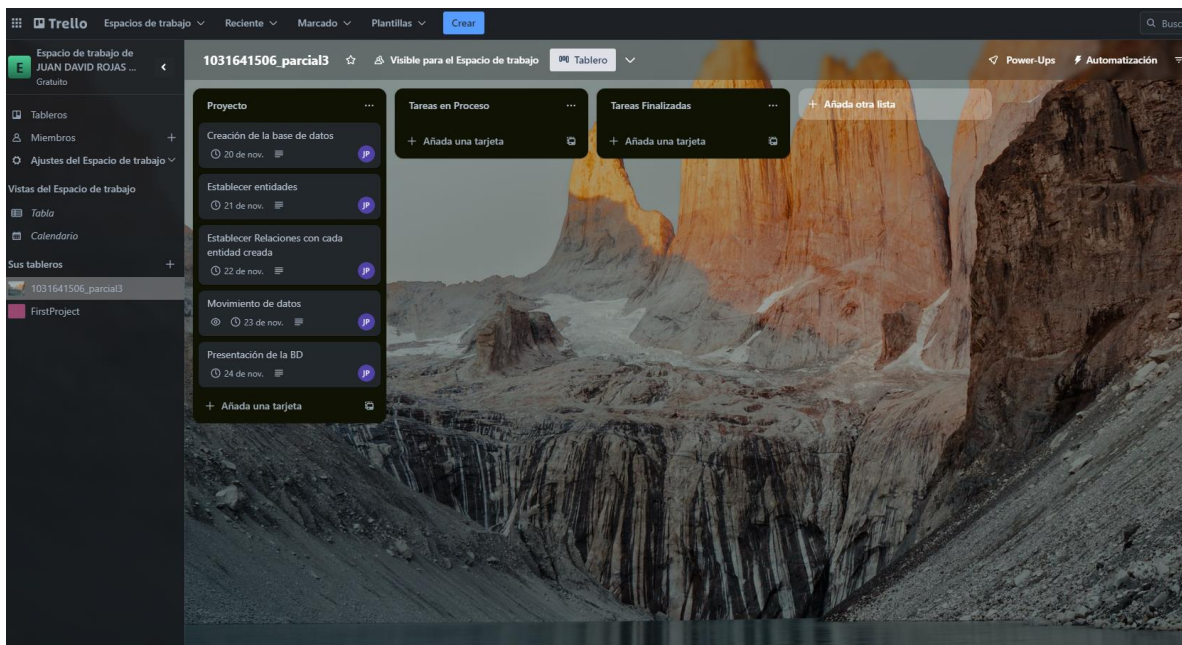 Trello
Espacios de trabajo
Reciente
Marcado
Plantillas
Crear
Espacio de trabajo de
JUAN DAVID ROJAS ...
Gratuito
E
1031641506_parcial3
Visible para el Espacio de trabajo
Tablero
Power-Ups
Automatización
Tableros
Miembros
Ajustes del Espacio de trabajo
Vistas del Espacio de trabajo
Tabla
Calendario
Sus tableros
1031641506_parcial3
FirstProject
Proyecto
Creación de la base de datos
20 de nov.
JP
Establecer entidades
21 de nov.
JP
Establecer Relaciones con cada
entidad creada
22 de nov.
JP
Movimiento de datos
23 de nov.
JP
Presentación de la BD
24 de nov.
JP
Añada una tarjeta
Tareas en Proceso
Añada una tarjeta
Tareas Finalizadas
Añada una tarjeta
Añada otra lista